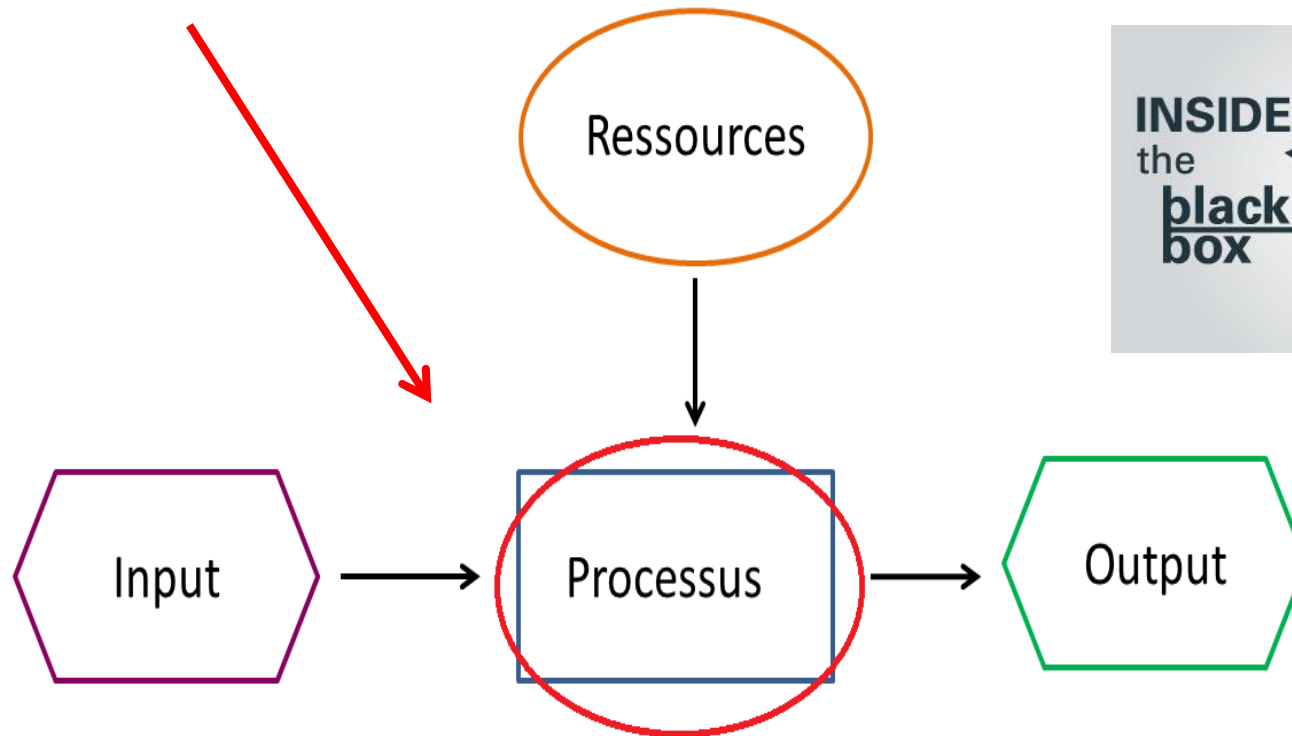 Ressources
INSIDE
the
black
box
Input
Processus
Output